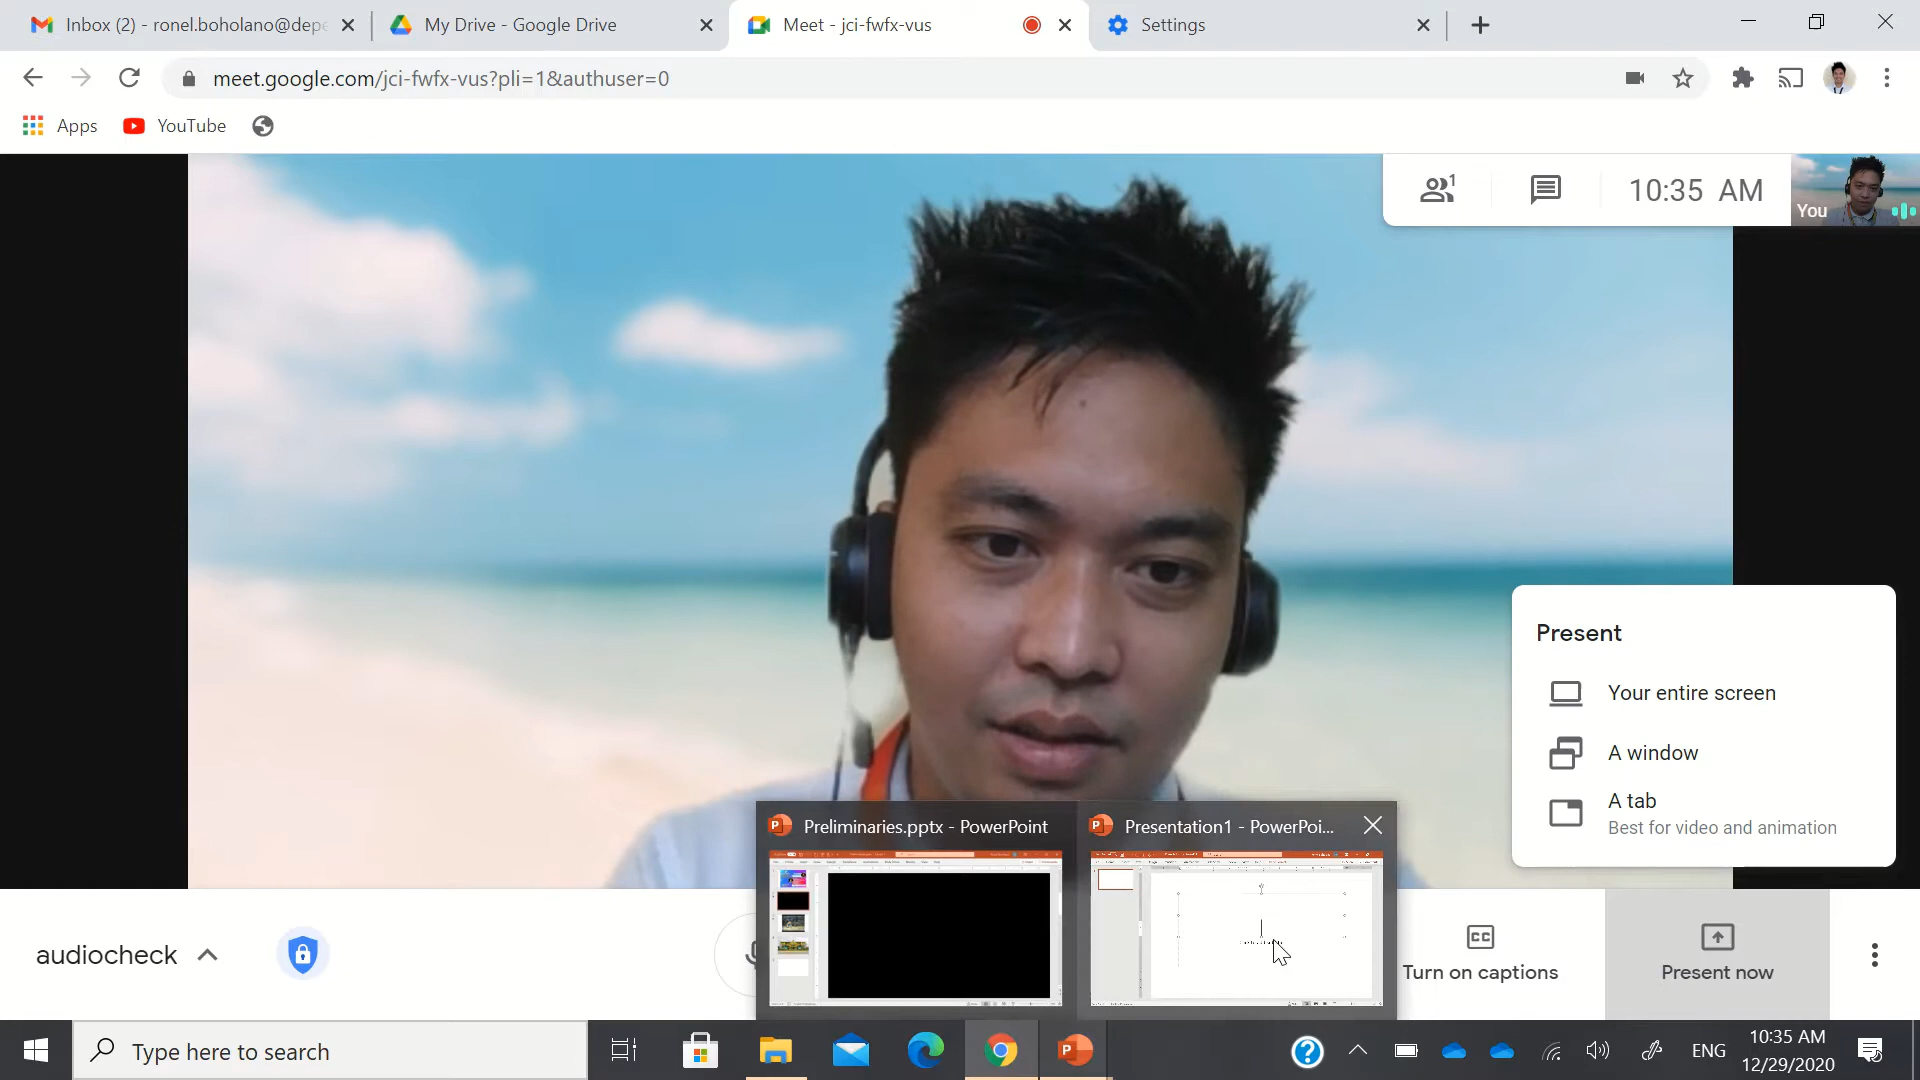 Inbox (2) - ronel.boholano@depe
My Drive - Google Drive
Meet - jci-fwfx-vus
Settings
meet.google.com/jci-fwfx-vus?pli=1&authuser=0
Apps
YouTube
1
10:35 AM
You
Present
Your entire screen
A window
A tab
Best for video and animation
Preliminaries.pptx - PowerPoint
Presentation1 - PowerPoi...
audiocheck
Turn on captions
Present now
Type here to search
ENG
10:35 AM
12/29/2020